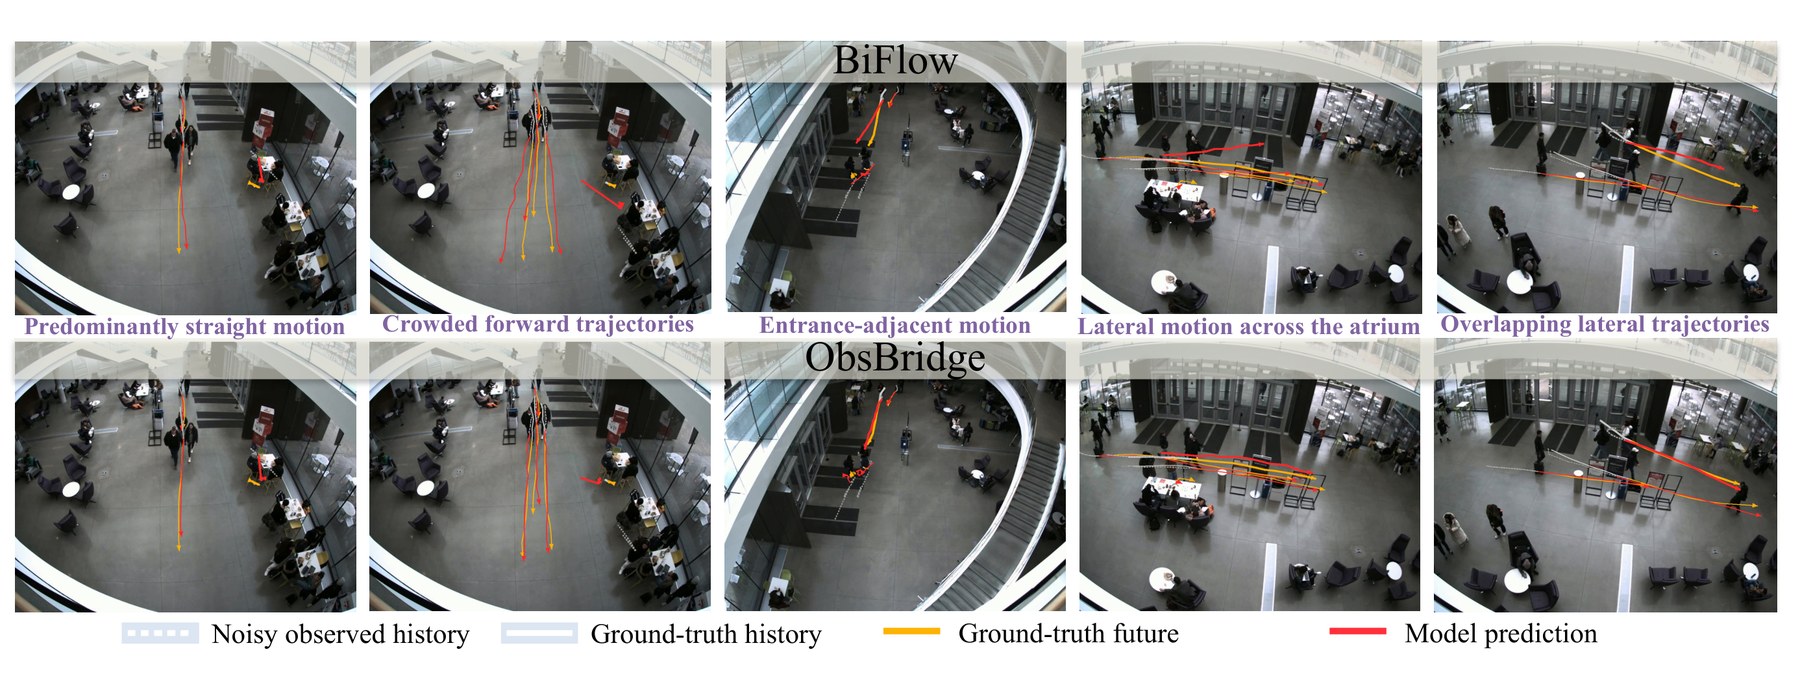 BiFlow
Predominantly straight motion
Crowded forward trajectories
Entrance-adjacent motion
Lateral motion across the atrium
Overlapping lateral trajectories
ObsBridge
Noisy observed history
Ground-truth history
Ground-truth future
Model prediction